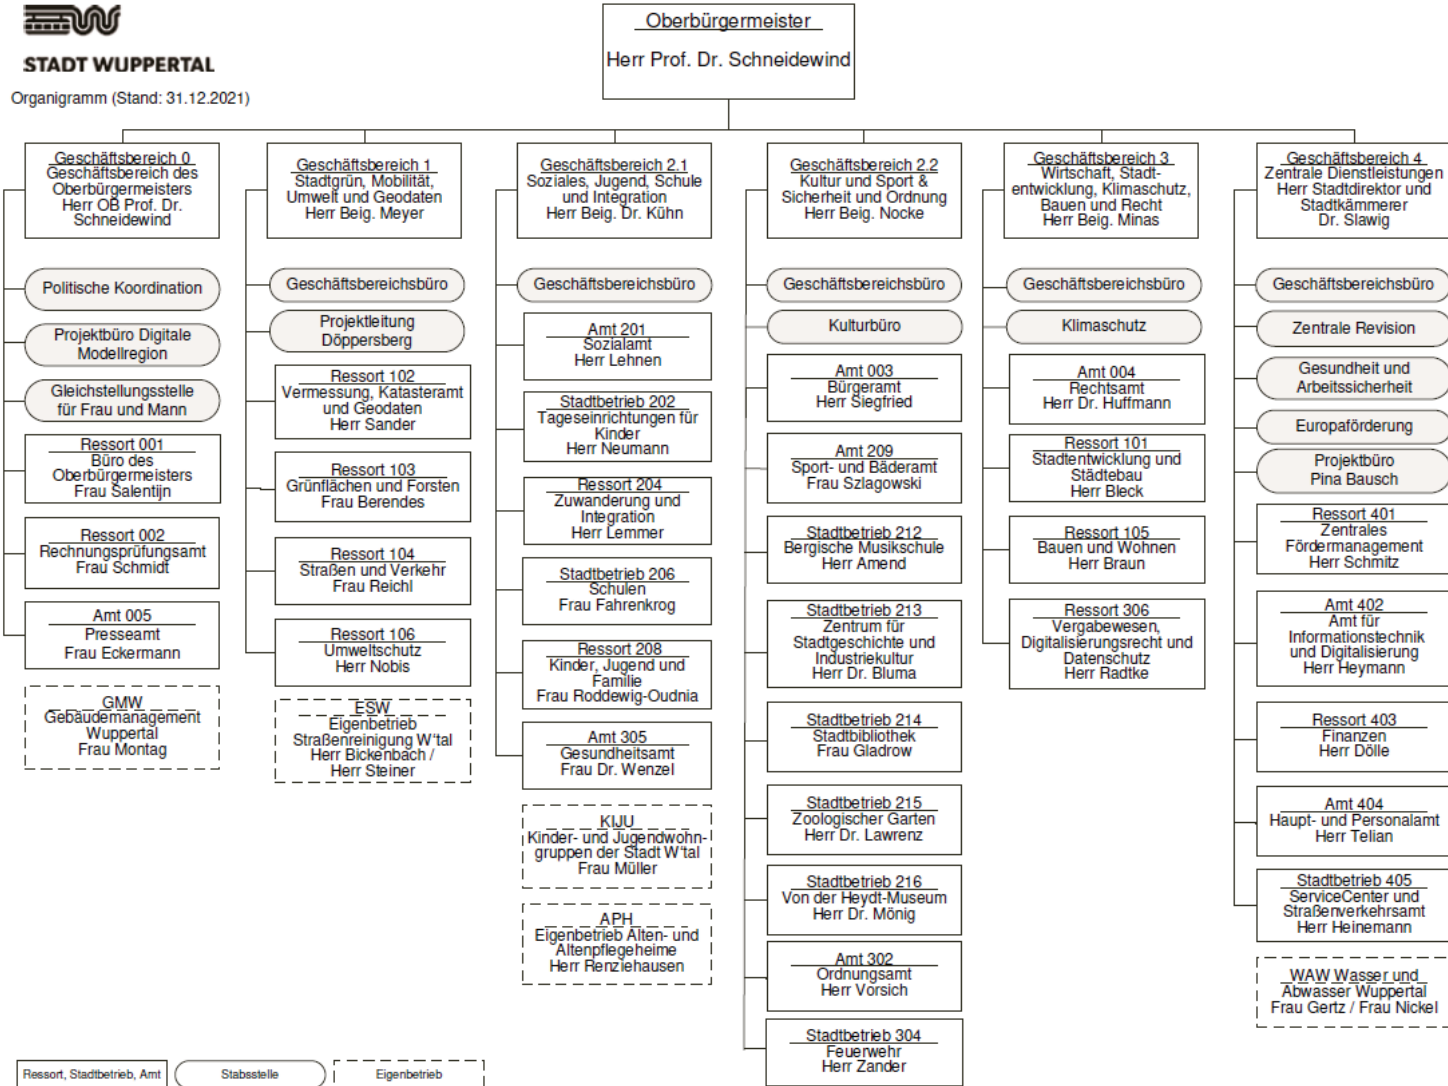 STADT WUPPERTAL
Organigramm (Stand: 31.12.2021)
Oberbürgermeister
Herr Prof. Dr. Schneidewind
Geschäftsbereich 0
Geschäftsbereich des
Oberbürgermeisters
Herr OB Prof. Dr.
Schneidewind
Politische Koordination
Projektbüro Digitale
Modellregion
Gleichstellungsstelle
für Frau und Mann
Ressort 001
Büro des
Oberbürgermeisters
Frau Salentijn
Ressort 002
Rechnungsprüfungsamt
Frau Schmidt
Amt 005
Presseamt
Frau Eckermann
GMW
Gebäudemanagement
Wuppertal
Frau Montag
Geschäftsbereich 1
Stadtgrün, Mobilität,
Umwelt und Geodaten
Herr Beig. Meyer
Geschäftsbereichsbüro
Projektleitung
Döppersberg
Ressort 102
Vermessung, Katasteramt
und Geodaten
Herr Sander
Ressort 103
Grünflächen und Forsten
Frau Berendes
Ressort 104
Straßen und Verkehr
Frau Reichl
Ressort 106
Umweltschutz
Herr Nobis
ESW
Eigenbetrieb
Straßenreinigung W'tal
Herr Bickenbach /
Herr Steiner
Geschäftsbereich 2.1
Soziales, Jugend, Schule
und Integration
Herr Beig. Dr. Kühn
Geschäftsbereichsbüro
Amt 201
Sozialamt
Herr Lehnen
Stadtbetrieb 202
Tageseinrichtungen für
Kinder
Herr Neumann
Ressort 204
Zuwanderung und
Integration
Herr Lemmer
Stadtbetrieb 206
Schulen
Frau Fahrenkrog
Ressort 208
Kinder, Jugend und
Familie
Frau Roddewig-Oudnia
Amt 305
Gesundheitsamt
Frau Dr. Wenzel
KIJU
Kinder- und Jugendwohn-
gruppen der Stadt W'tal
Frau Müller
APH
Eigenbetrieb Alten- und
Altenpflegeheime
Herr Renziehausen
Geschäftsbereich 2.2
Kultur und Sport &
Sicherheit und Ordnung
Herr Beig. Nocke
Geschäftsbereichsbüro
Kulturbüro
Amt 003
Bürgeramt
Herr Siegfried
Amt 209
Sport- und Bäderamt
Frau Szlagowski
Stadtbetrieb 212
Bergische Musikschule
Herr Amend
Stadtbetrieb 213
Zentrum für
Stadtgeschichte und
Industriekultur
Herr Dr. Bluma
Stadtbetrieb 214
Stadtbibliothek
Frau Gladrow
Stadtbetrieb 215
Zoologischer Garten
Herr Dr. Lawrenz
Stadtbetrieb 216
Von der Heydt-Museum
Herr Dr. Mönig
Amt 302
Ordnungsamt
Herr Vorsich
Stadtbetrieb 304
Feuerwehr
Herr Zander
Geschäftsbereich 3
Wirtschaft, Stadt-
entwicklung, Klimaschutz,
Bauen und Recht
Herr Beig. Minas
Geschäftsbereichsbüro
Klimaschutz
Amt 004
Rechtsamt
Herr Dr. Huffmann
Ressort 101
Stadtentwicklung und
Städtebau
Herr Bleck
Ressort 105
Bauen und Wohnen
Herr Braun
Ressort 306
Vergabewesen,
Digitalisierungsrecht und
Datenschutz
Herr Radtke
Geschäftsbereich 4
Zentrale Dienstleistungen
Herr Stadtdirektor und
Stadtkämmerer
Dr. Slawig
Geschäftsbereichsbüro
Zentrale Revision
Gesundheit und
Arbeitssicherheit
Europaförderung
Projektbüro
Pina Bausch
Ressort 401
Zentrales
Fördermanagement
Herr Schmitz
Amt 402
Amt für
Informationstechnik
und Digitalisierung
Herr Heymann
Ressort 403
Finanzen
Herr Dölle
Amt 404
Haupt- und Personalamt
Herr Telian
Stadtbetrieb 405
ServiceCenter und
Straßenverkehrsamt
Herr Heinemann
WAW Wasser und
Abwasser Wuppertal
Frau Gertz / Frau Nickel
Ressort, Stadtbetrieb, Amt
Stabsstelle
Eigenbetrieb